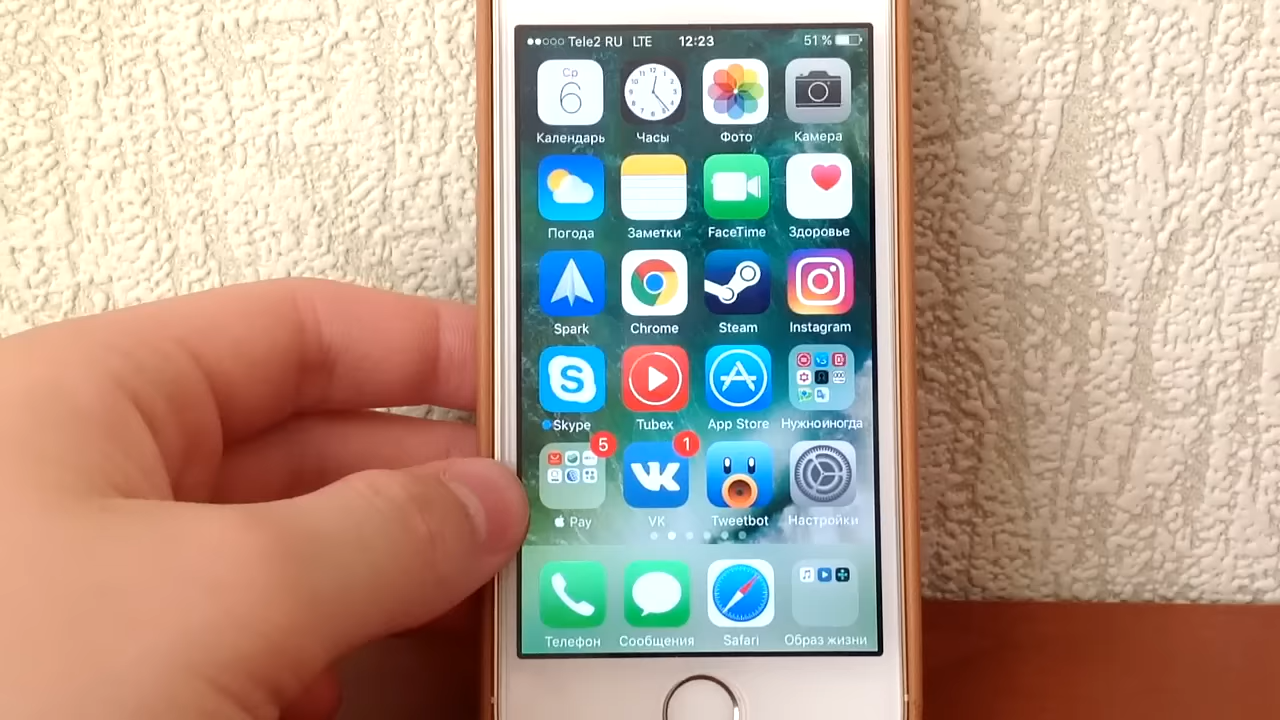 Tele2 RU LTE 12:23 51 %
Ср
6
Календарь Часы Фото Камера
Погода Заметки FaceTime Здоровье
Spark Chrome Steam Instagram
Skype Tubex App Store Нужноиногда
5 1
Pay VK Tweetbot Настройки
Телефон Сообщения Safari Образ жизни